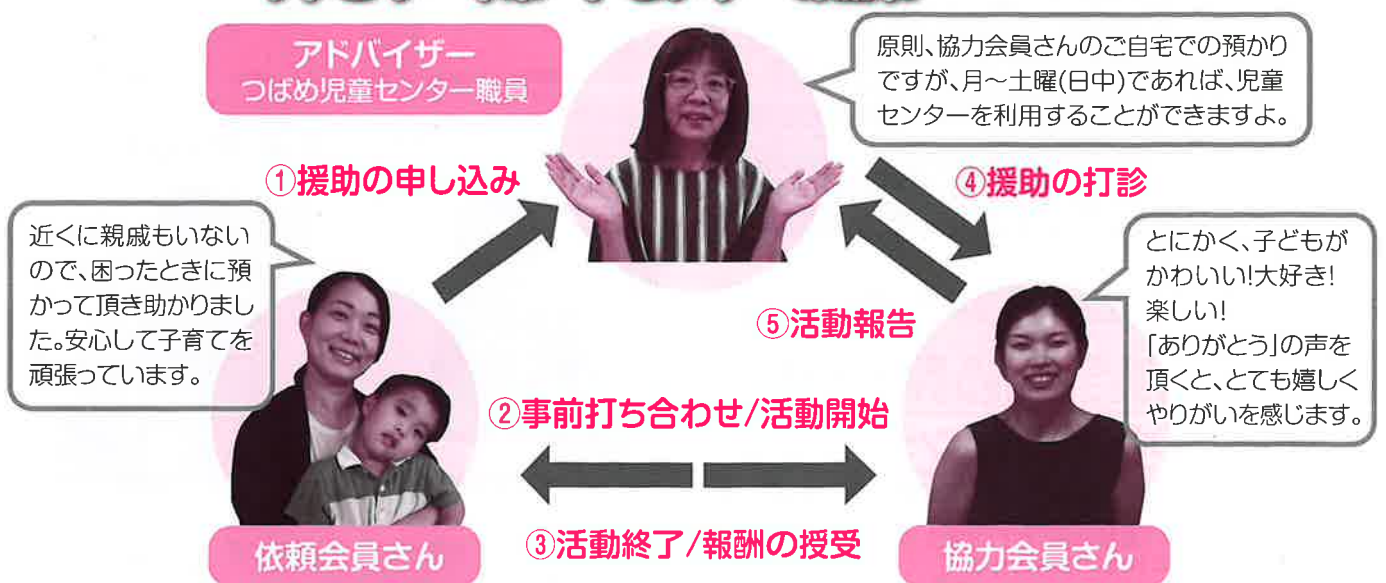 アドバイザー
つばめ児童センター職員
原則、協力会員さんのご自宅での預かり
ですが、月～土曜(日中)であれば、児童
センターを利用することができますよ。
①援助の申し込み
④援助の打診
近くに親戚もいない
ので、困ったときに預
かって頂き助かりまし
た。安心して子育てを
頑張っています。
とにかく、子どもが
かわいい!大好き!
楽しい!
「ありがとう」の声を
頂くと、とても嬉しく
やりがいを感じます。
⑤活動報告
②事前打ち合わせ/活動開始
③活動終了/報酬の授受
依頼会員さん
協力会員さん